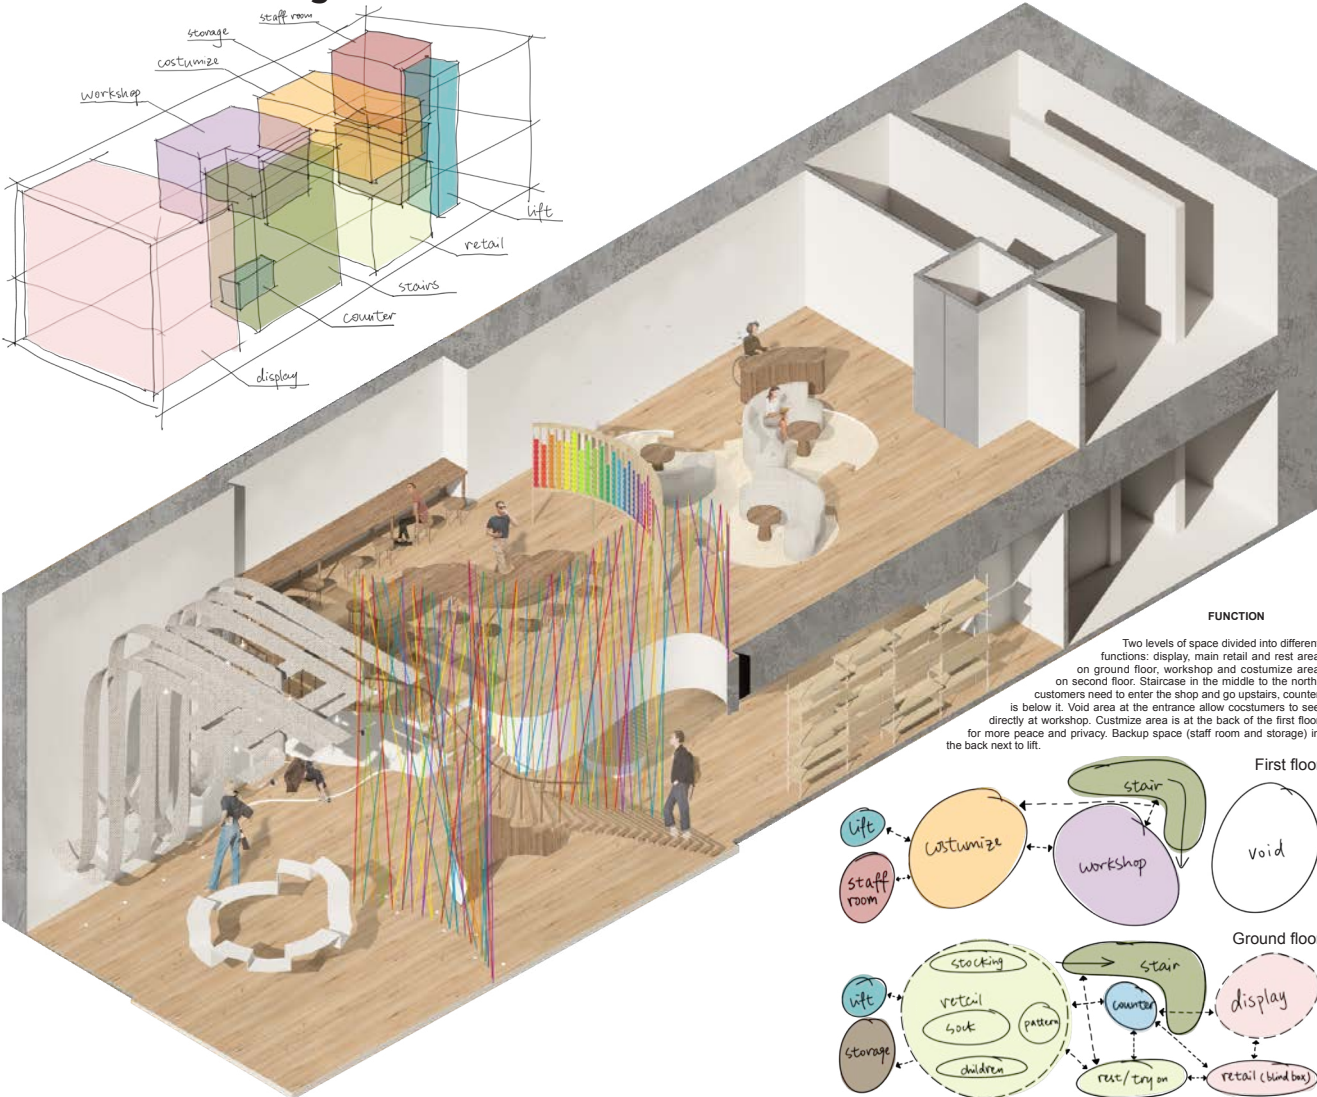 staff room
storage
costumize
workshop
lift
retail
stairs
counter
display
FUNCTION
Two levels of space divided into differen
functions: display, main retail and rest area
on ground floor, workshop and costumize area
on second floor. Staircase in the middle to the north
customers need to enter the shop and go upstairs, counte
is below it. Void area at the entrance allow cocstumers to see
directly at workshop. Custmize area is at the back of the first floo
for more peace and privacy. Backup space (staff room and storage) in
the back next to lift.
First floo
stair
lift
costumize
workshop
void
staff
room
Ground floo
stocking
stair
lift
retail
counter
display
sock
pattern
storage
children
rest/try on
retail (blind box)